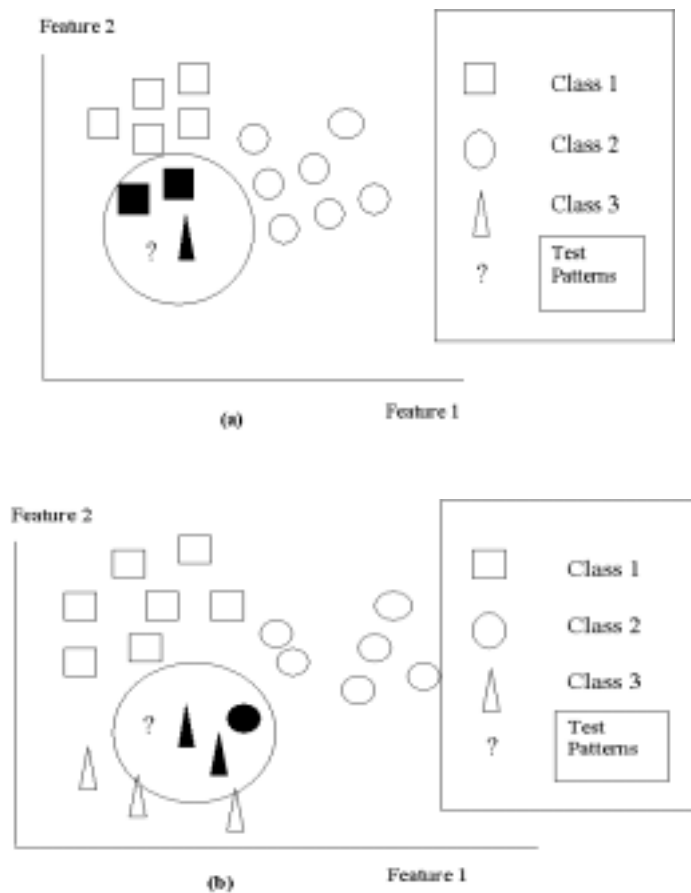 Feature 2
Class 1
Class 2
Class 3
?
Test
Patterns
?
(a)
Feature 1
Feature 2
Class 1
Class 2
Class 3
?
Test
Patterns
?
(b)
Feature 1